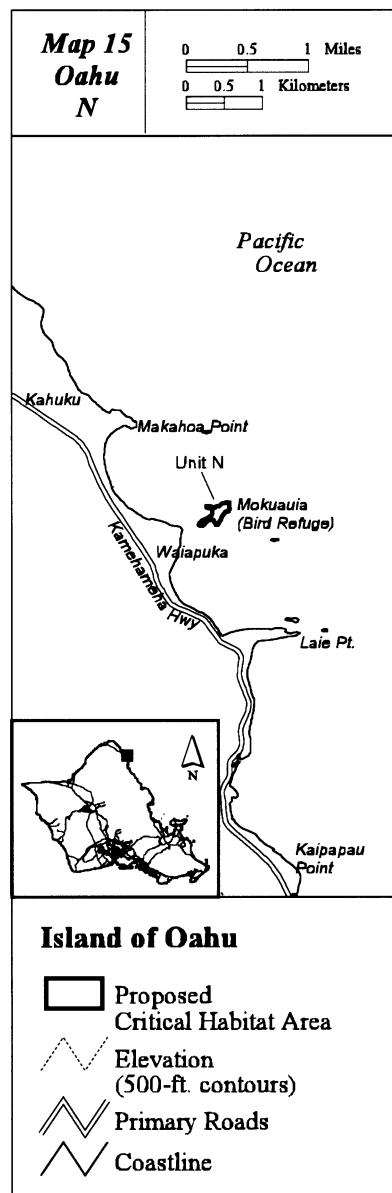 Map 15
Oahu
N
0 0.5 1 Miles
0 0.5 1 Kilometers
Pacific
Ocean
Kahuku
Makahoa Point
Unit N
Mokuauia
(Bird Refuge)
Waiapuka
Kamehameha Hwy
Laie Pt.
N
Kaipapau
Point
Island of Oahu
Proposed
Critical Habitat Area
Elevation
(500-ft. contours)
Primary Roads
Coastline